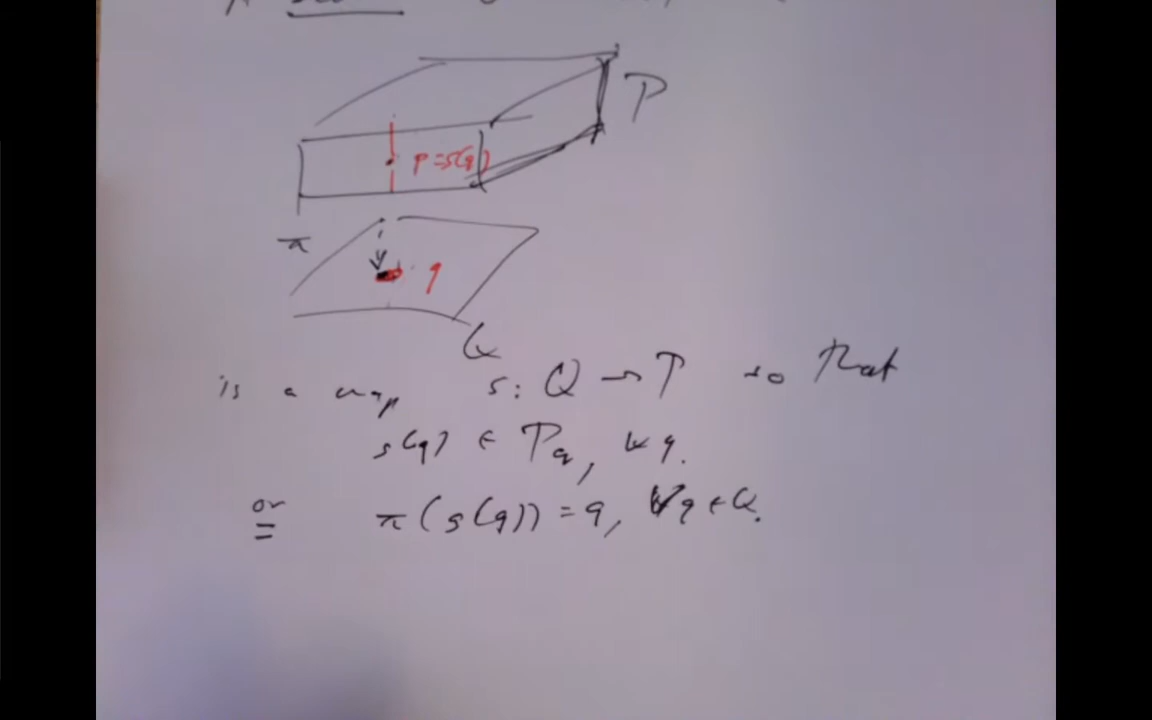 P
p = s(q)
π
q
Q
is a map s: Q → P so that
s(q) ∈ P_q, ∀ q.
or π(s(q)) = q, ∀ q ∈ Q.